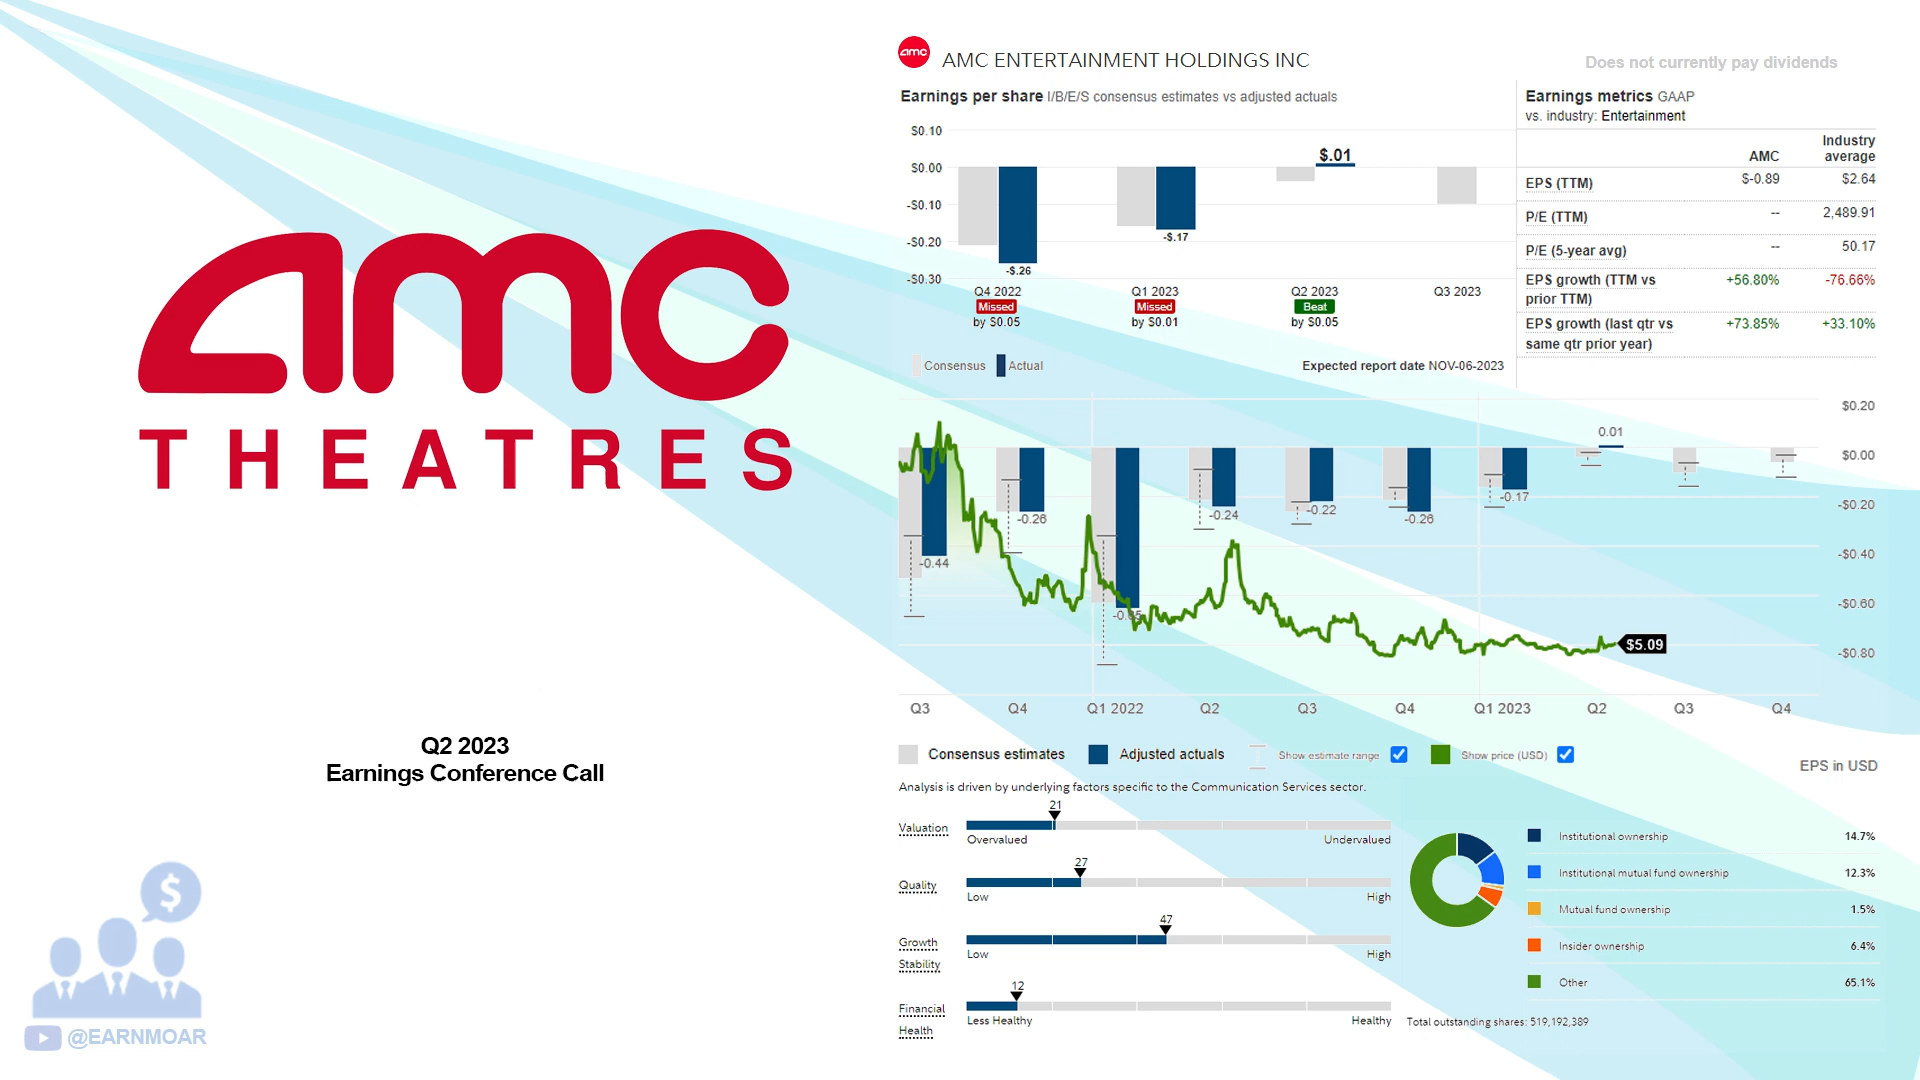 amc
THEATRES
Q2 2023
Earnings Conference Call
$
@EARNMOAR
amc
AMC ENTERTAINMENT HOLDINGS INC
Does not currently pay dividends
Earnings per share I/B/E/S consensus estimates vs adjusted actuals
$0.10
$0.00
-$0.10
-$0.20
-$0.30
-$.26
-$.17
$.01
Q4 2022
Missed
by $0.05
Q1 2023
Missed
by $0.01
Q2 2023
Beat
by $0.05
Q3 2023
Consensus Actual
Expected report date NOV-06-2023
Earnings metrics GAAP
vs. industry: Entertainment
AMC Industry average
EPS (TTM) $-0.89 $2.64
P/E (TTM) -- 2,489.91
P/E (5-year avg) -- 50.17
EPS growth (TTM vs prior TTM) +56.80% -76.66%
EPS growth (last qtr vs same qtr prior year) +73.85% +33.10%
$0.20
$0.00
-$0.20
-$0.40
-$0.60
-$0.80
-0.44
-0.26
-0.24
-0.22
-0.26
-0.17
0.01
$5.09
Q3 Q4 Q1 2022 Q2 Q3 Q4 Q1 2023 Q2 Q3 Q4
Consensus estimates Adjusted actuals Show estimate range Show price (USD)
EPS in USD
Analysis is driven by underlying factors specific to the Communication Services sector.
Valuation
21
Overvalued Undervalued
Quality
27
Low High
Growth
Stability
47
Low High
Financial
Health
12
Less Healthy Healthy
Institutional ownership 14.7%
Institutional mutual fund ownership 12.3%
Mutual fund ownership 1.5%
Insider ownership 6.4%
Other 65.1%
Total outstanding shares: 519,192,389